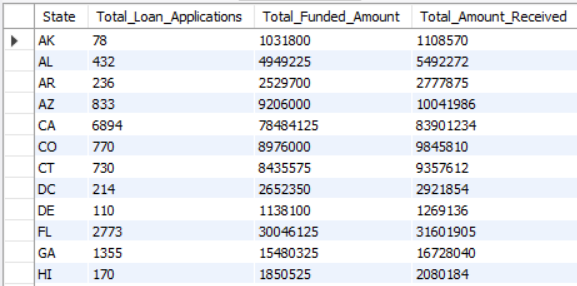 State Total_Loan_Applications Total_Funded_Amount Total_Amount_Received
AK 78 1031800 1108570
AL 432 4949225 5492272
AR 236 2529700 2777875
AZ 833 9206000 10041986
CA 6894 78484125 83901234
CO 770 8976000 9845810
CT 730 8435575 9357612
DC 214 2652350 2921854
DE 110 1138100 1269136
FL 2773 30046125 31601905
GA 1355 15480325 16728040
HI 170 1850525 2080184